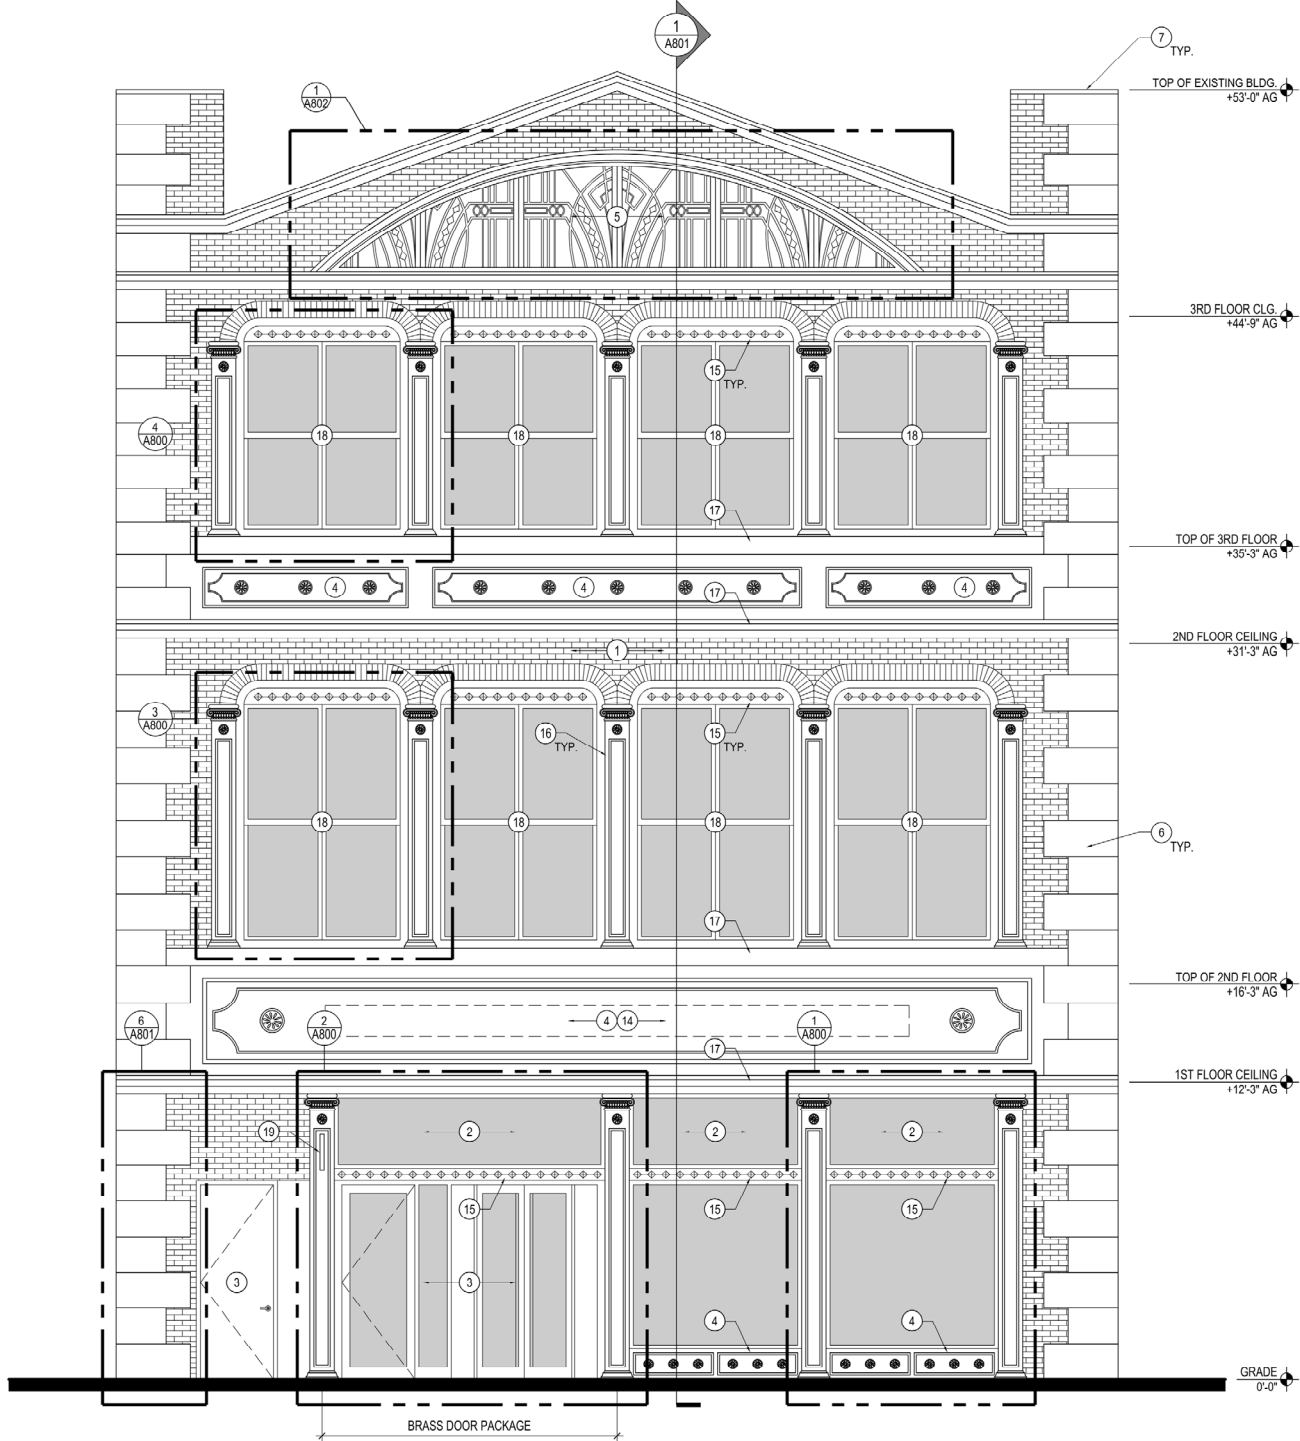 1
A801
7
TYP.
TOP OF EXISTING BLDG.
+53'-0" AG
1
A802
5
3RD FLOOR CLG.
+44'-9" AG
15
TYP.
4
A800
18
18
18
18
17
TOP OF 3RD FLOOR
+35'-3" AG
4
4
4
17
2ND FLOOR CEILING
+31'-3" AG
1
3
A800
16
TYP.
15
TYP.
18
18
18
18
6
TYP.
17
TOP OF 2ND FLOOR
+16'-3" AG
6
A801
2
A800
4
14
1
A800
17
1ST FLOOR CEILING
+12'-3" AG
19
2
2
2
15
15
15
3
3
4
4
GRADE
0'-0"
BRASS DOOR PACKAGE